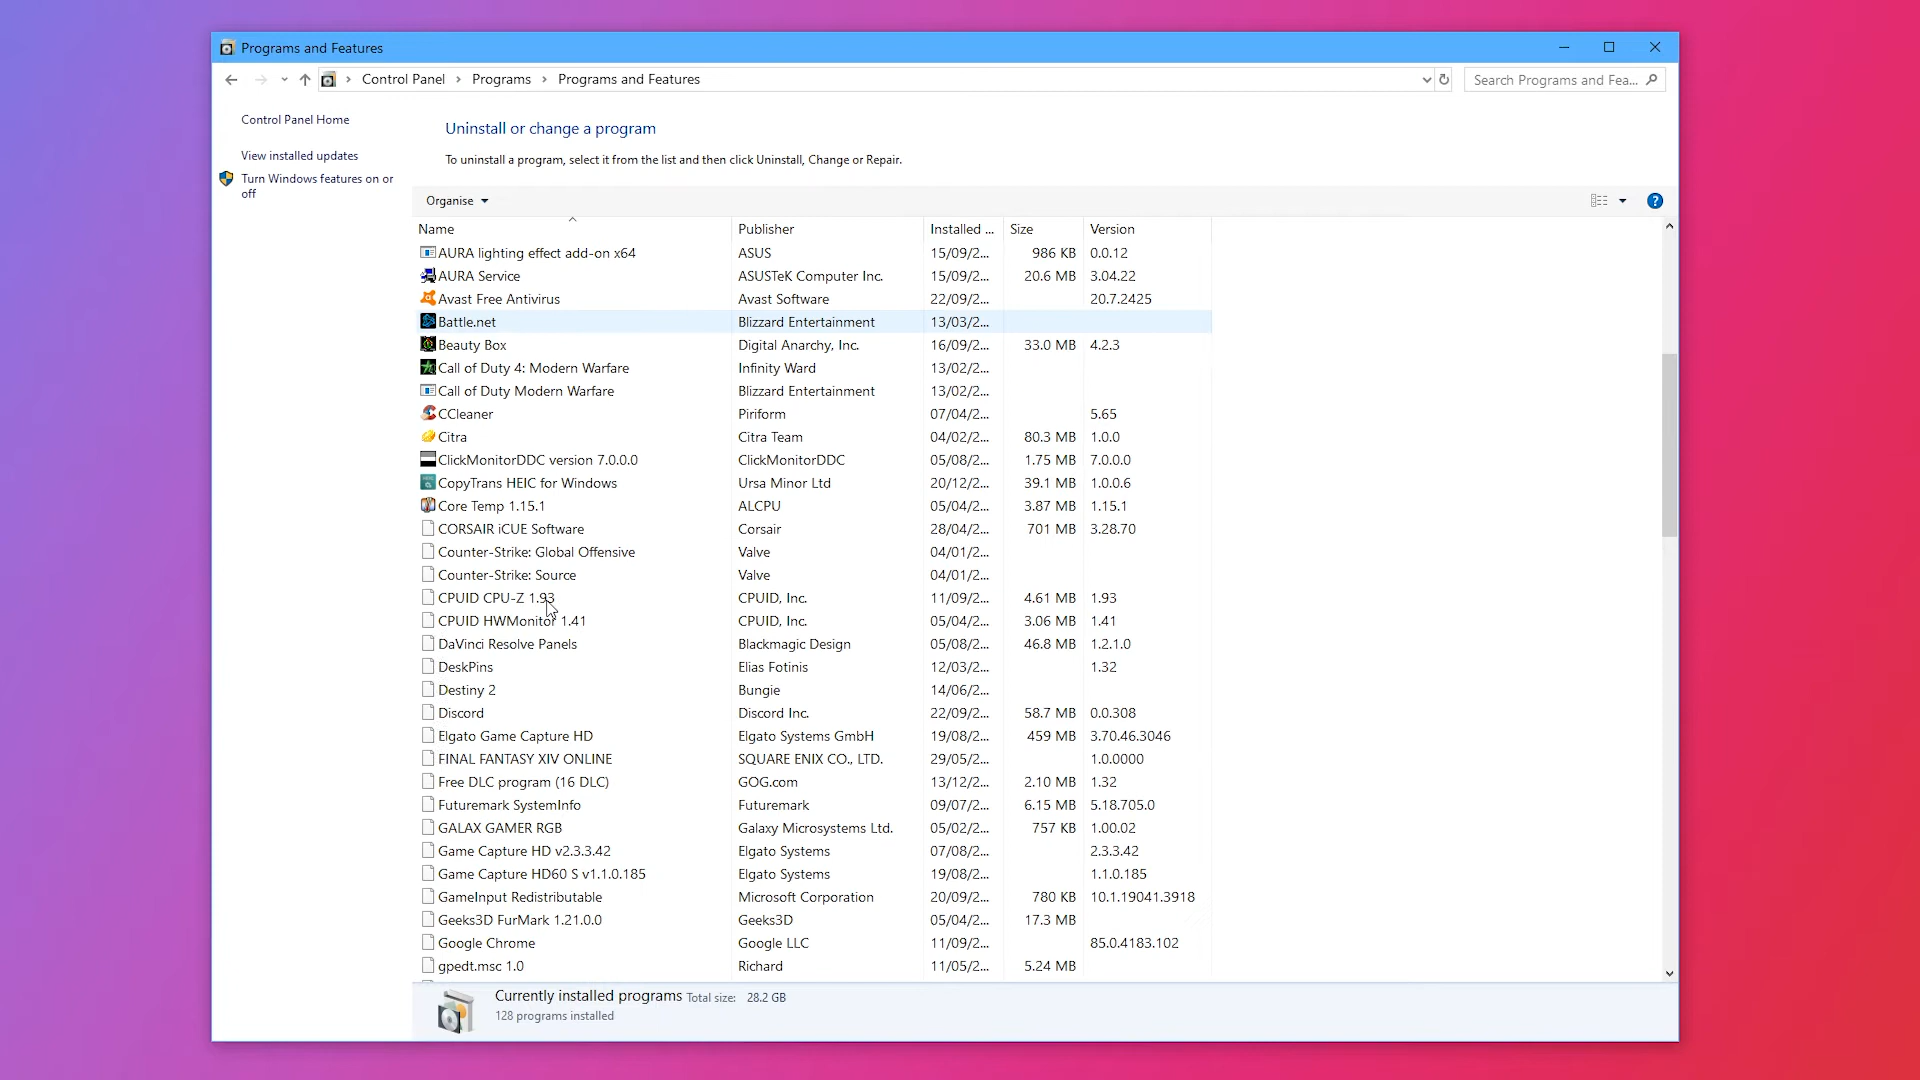 Programs and Features
Control Panel > Programs > Programs and Features
Search Programs and Fea...
Control Panel Home
View installed updates
Turn Windows features on or
off
Uninstall or change a program
To uninstall a program, select it from the list and then click Uninstall, Change or Repair.
Organise
Name Publisher Installed ... Size Version
AURA lighting effect add-on x64 ASUS 15/09/2... 986 KB 0.0.12
AURA Service ASUSTeK Computer Inc. 15/09/2... 20.6 MB 3.04.22
Avast Free Antivirus Avast Software 22/09/2... 20.7.2425
Battle.net Blizzard Entertainment 13/03/2...
Beauty Box Digital Anarchy, Inc. 16/09/2... 33.0 MB 4.2.3
Call of Duty 4: Modern Warfare Infinity Ward 13/02/2...
Call of Duty Modern Warfare Blizzard Entertainment 13/02/2...
CCleaner Piriform 07/04/2... 5.65
Citra Citra Team 04/02/2... 80.3 MB 1.0.0
ClickMonitorDDC version 7.0.0.0 ClickMonitorDDC 05/08/2... 1.75 MB 7.0.0.0
CopyTrans HEIC for Windows Ursa Minor Ltd 20/12/2... 39.1 MB 1.0.0.6
Core Temp 1.15.1 ALCPU 05/04/2... 3.87 MB 1.15.1
CORSAIR iCUE Software Corsair 28/04/2... 701 MB 3.28.70
Counter-Strike: Global Offensive Valve 04/01/2...
Counter-Strike: Source Valve 04/01/2...
CPUID CPU-Z 1.93 CPUID, Inc. 11/09/2... 4.61 MB 1.93
CPUID HWMonitor 1.41 CPUID, Inc. 05/04/2... 3.06 MB 1.41
DaVinci Resolve Panels Blackmagic Design 05/08/2... 46.8 MB 1.2.1.0
DeskPins Elias Fotinis 12/03/2... 1.32
Destiny 2 Bungie 14/06/2...
Discord Discord Inc. 22/09/2... 58.7 MB 0.0.308
Elgato Game Capture HD Elgato Systems GmbH 19/08/2... 459 MB 3.70.46.3046
FINAL FANTASY XIV ONLINE SQUARE ENIX CO., LTD. 29/05/2... 1.0.0000
Free DLC program (16 DLC) GOG.com 13/12/2... 2.10 MB 1.32
Futuremark SystemInfo Futuremark 09/07/2... 6.15 MB 5.18.705.0
GALAX GAMER RGB Galaxy Microsystems Ltd. 05/02/2... 757 KB 1.00.02
Game Capture HD v2.3.3.42 Elgato Systems 07/08/2... 2.3.3.42
Game Capture HD60 S v1.1.0.185 Elgato Systems 19/08/2... 1.1.0.185
GameInput Redistributable Microsoft Corporation 20/09/2... 780 KB 10.1.19041.3918
Geeks3D FurMark 1.21.0.0 Geeks3D 05/04/2... 17.3 MB
Google Chrome Google LLC 11/09/2... 85.0.4183.102
gpedt.msc 1.0 Richard 11/05/2... 5.24 MB
Currently installed programs Total size: 28.2 GB
128 programs installed